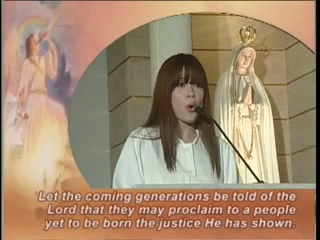 Let the coming generations be told of the
Lord that they may proclaim to a people
yet to be born the justice He has shown.